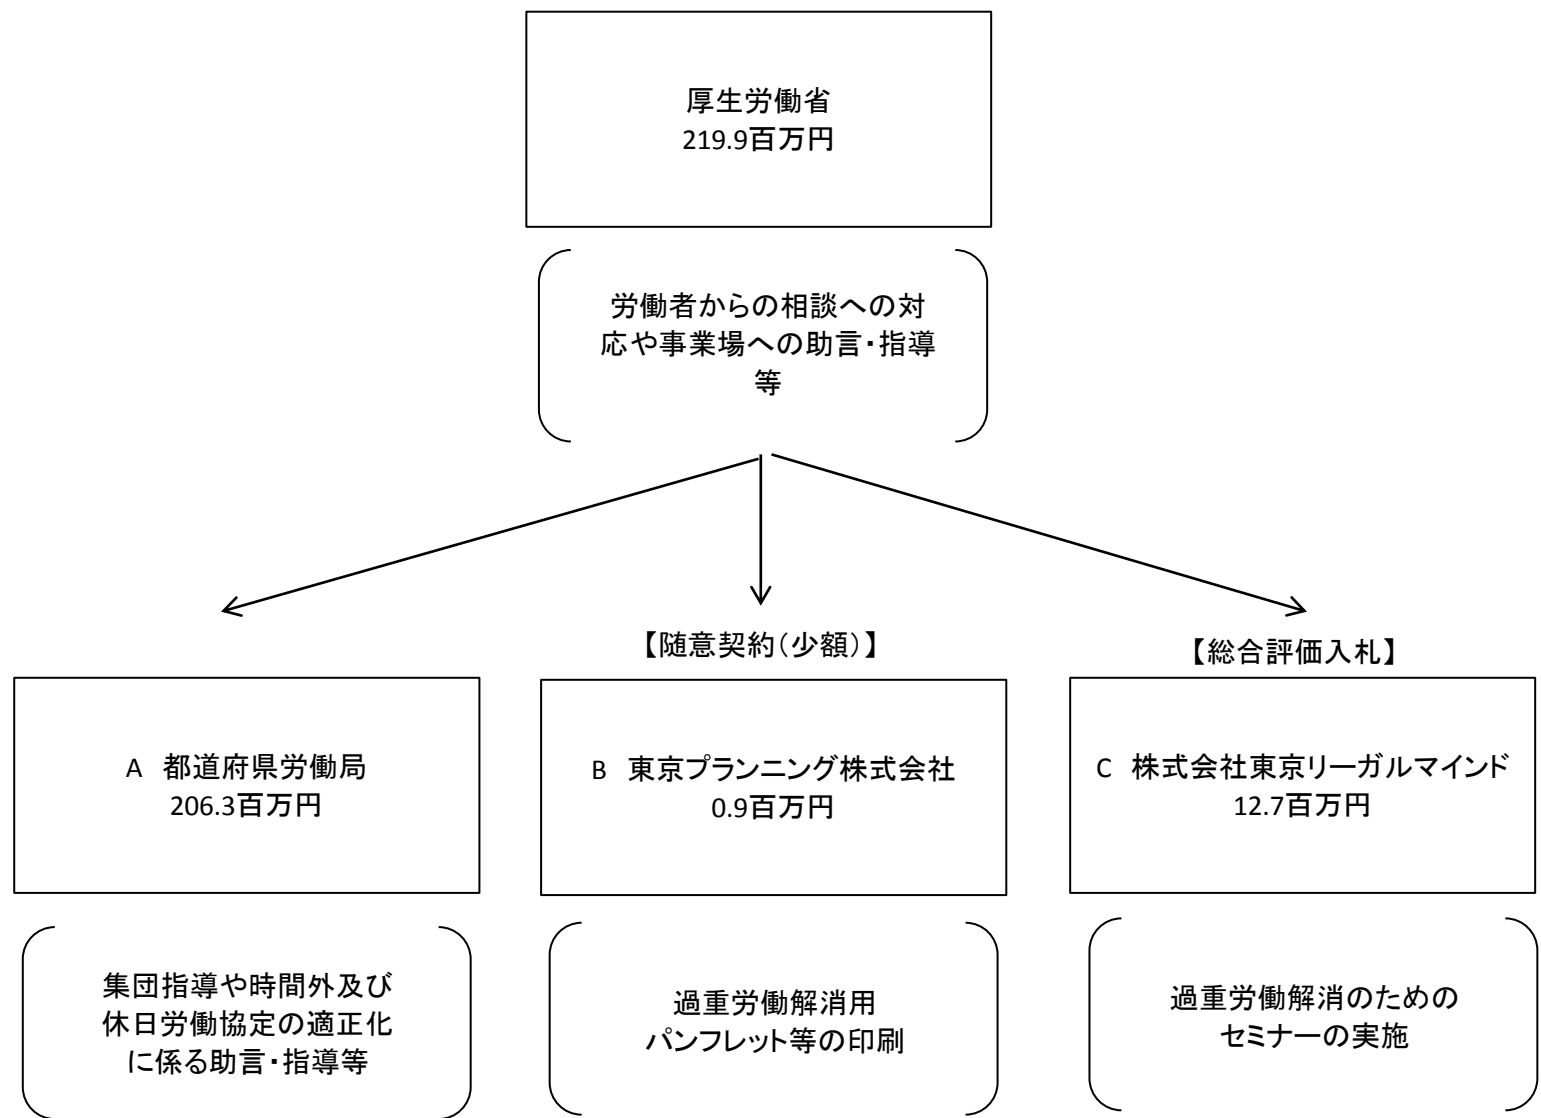 厚生労働省
219.9百万円
労働者からの相談への対
応や事業場への助言・指導
等
【随意契約（少額）】
【総合評価入札】
A　都道府県労働局
206.3百万円
B　東京プランニング株式会社
0.9百万円
C　株式会社東京リーガルマインド
12.7百万円
集団指導や時間外及び
休日労働協定の適正化
に係る助言・指導等
過重労働解消用
パンフレット等の印刷
過重労働解消のための
セミナーの実施